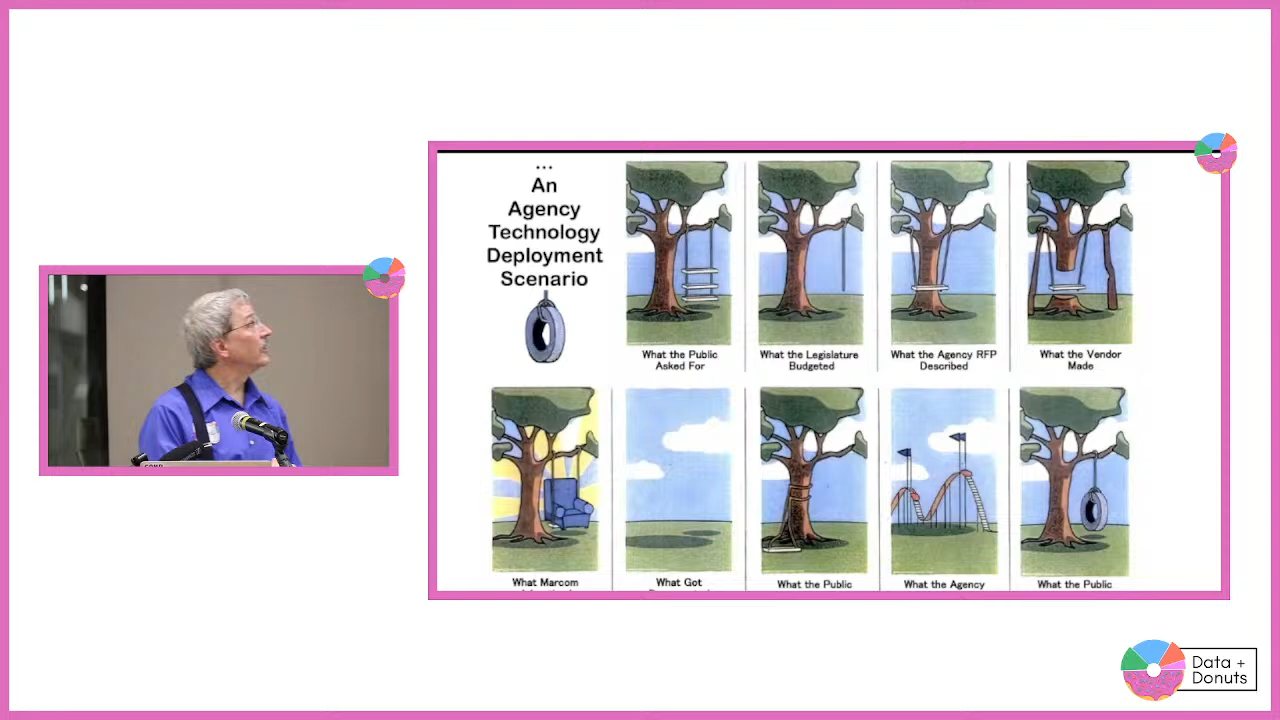 ...
An
Agency
Technology
Deployment
Scenario
What the Public
Asked For
What the Legislature
Budgeted
What the Agency RFP
Described
What the Vendor
Made
What Marcom
What Got
What the Public
What the Agency
What the Public
Data +
Donuts